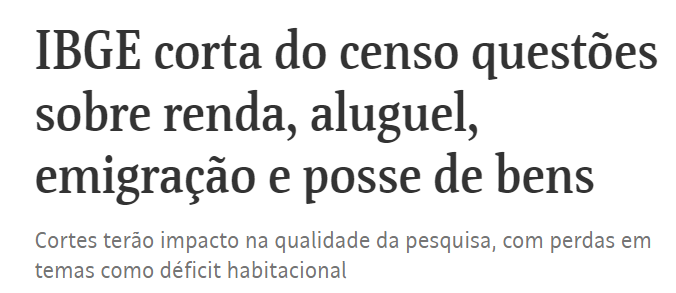 IBGE corta do censo questões
sobre renda, aluguel,
emigração e posse de bens
Cortes terão impacto na qualidade da pesquisa, com perdas em
temas como déficit habitacional